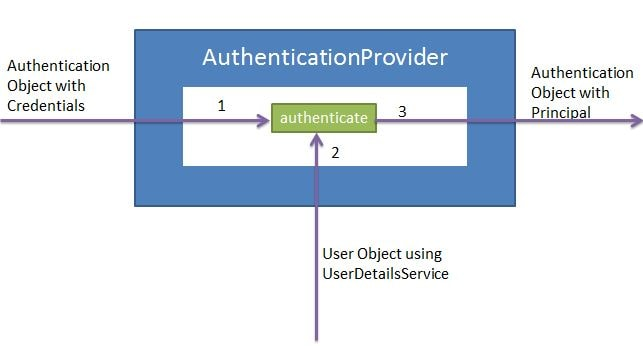 AuthenticationProvider
Authentication
Object with
Credentials
1
authenticate
3
2
Authentication
Object with
Principal
User Object using
UserDetailsService